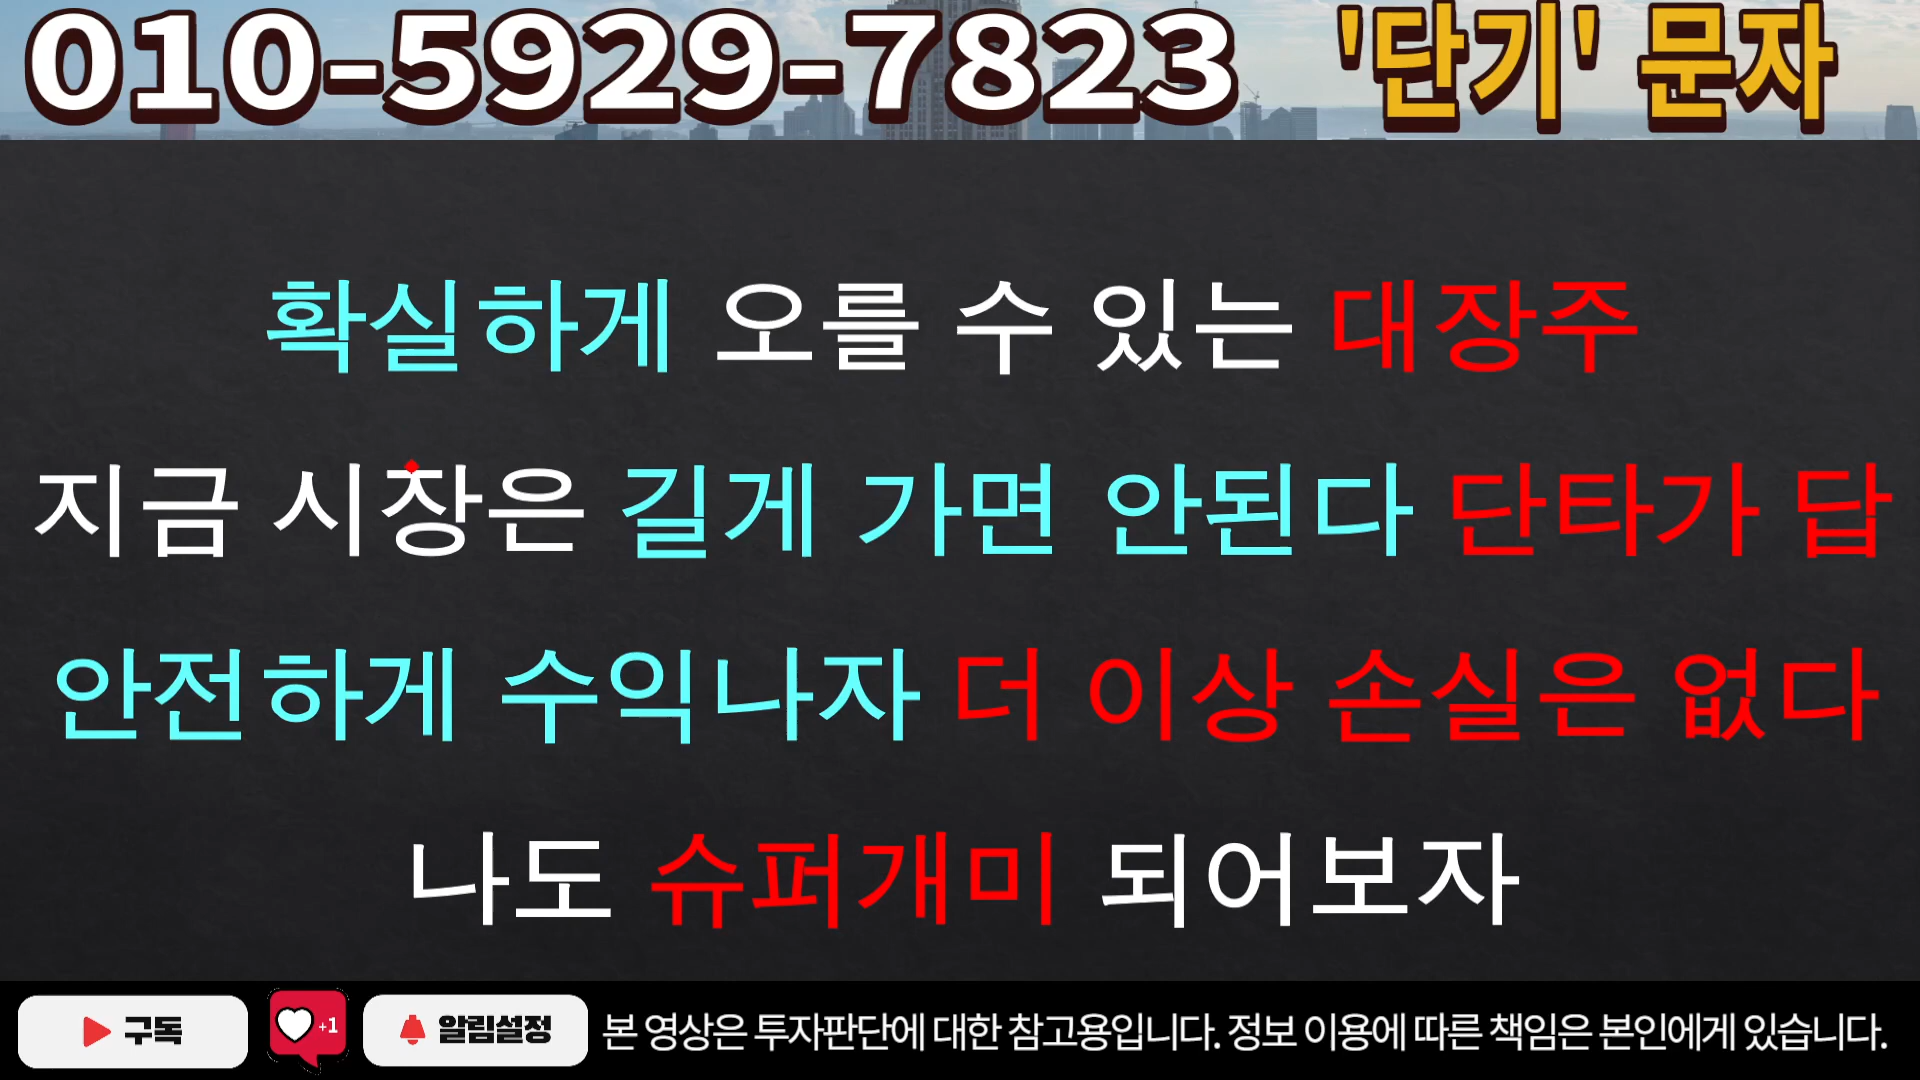 010-5929-7823 '단기' 문자
확실하게 오를 수 있는 대장주
지금 시장은 길게 가면 안된다 단타가 답
안전하게 수익나자 더 이상 손실은 없다
나도 슈퍼개미 되어보자
구독 +1 알림설정 본 영상은 투자판단에 대한 참고용입니다. 정보 이용에 따른 책임은 본인에게 있습니다.